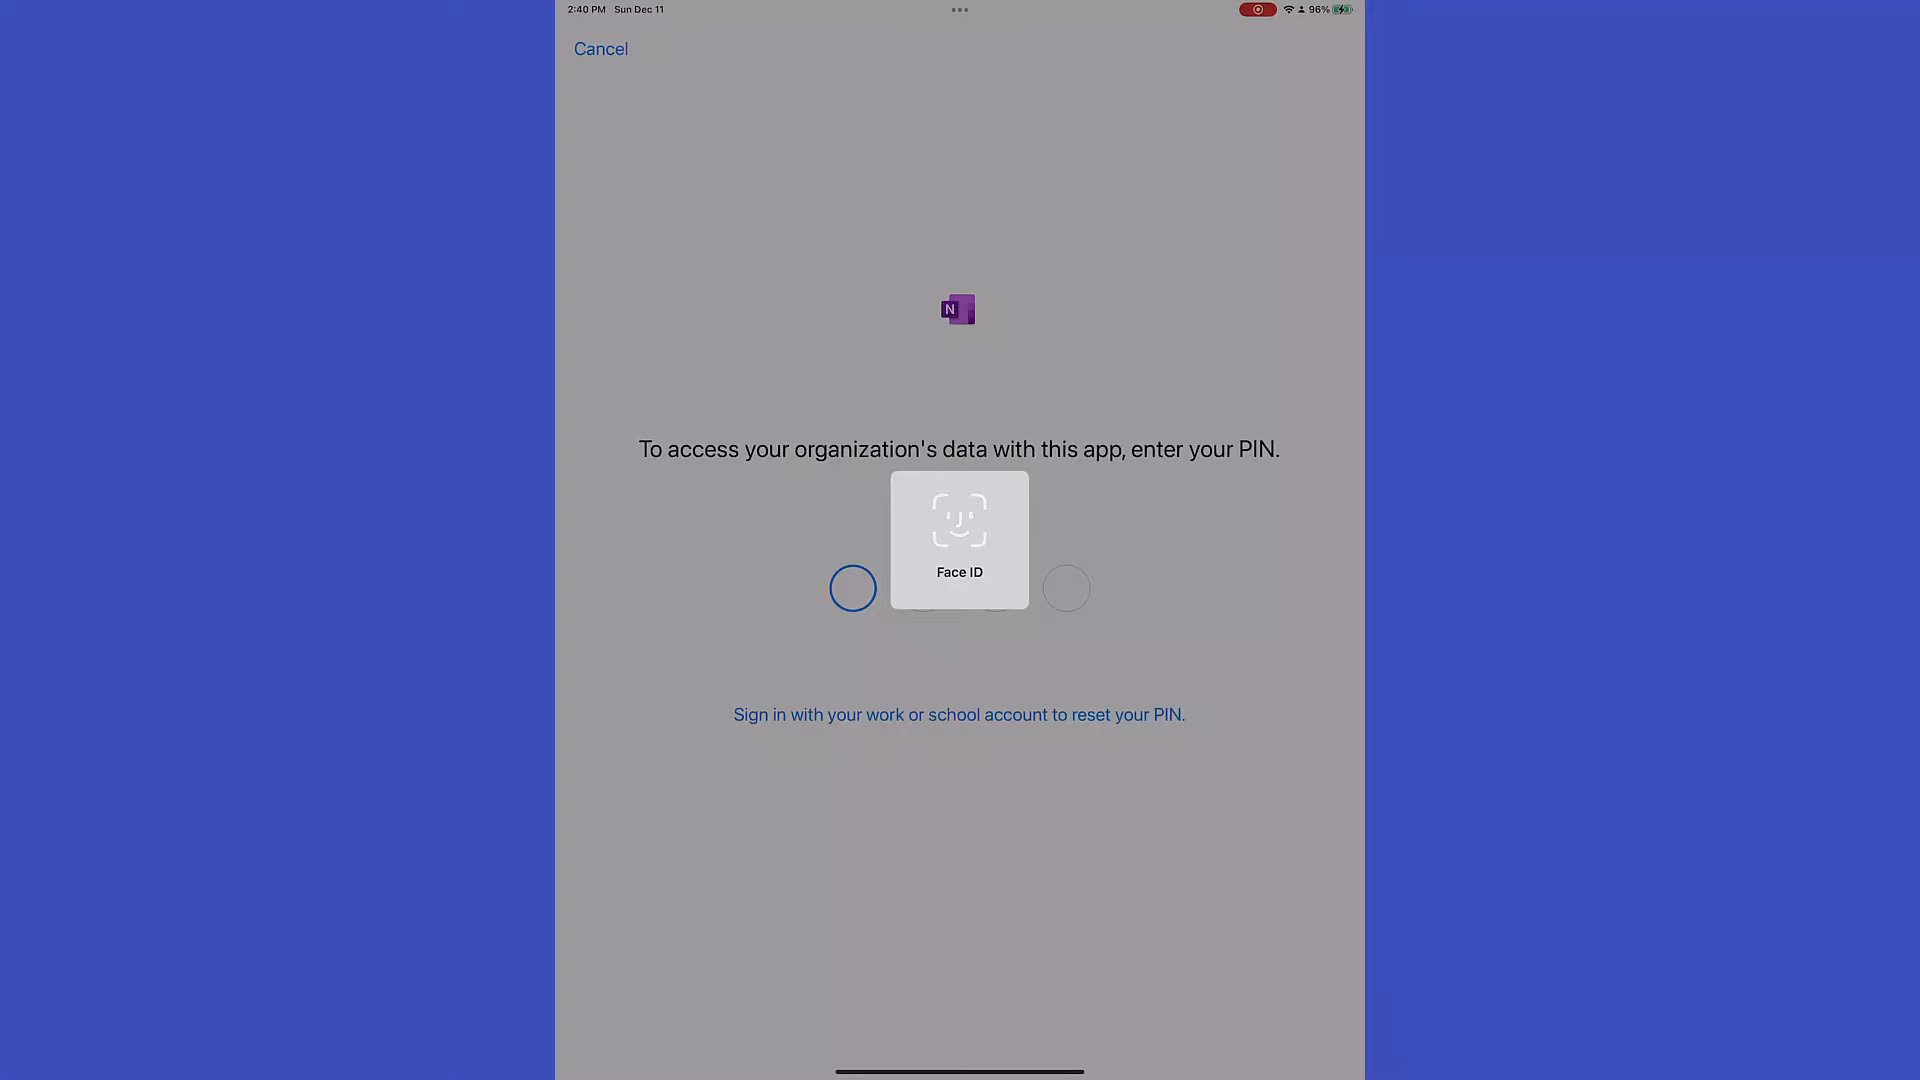 2:40 PM Sun Dec 11
96%
Cancel
N
To access your organization's data with this app, enter your PIN.
Face ID
Sign in with your work or school account to reset your PIN.